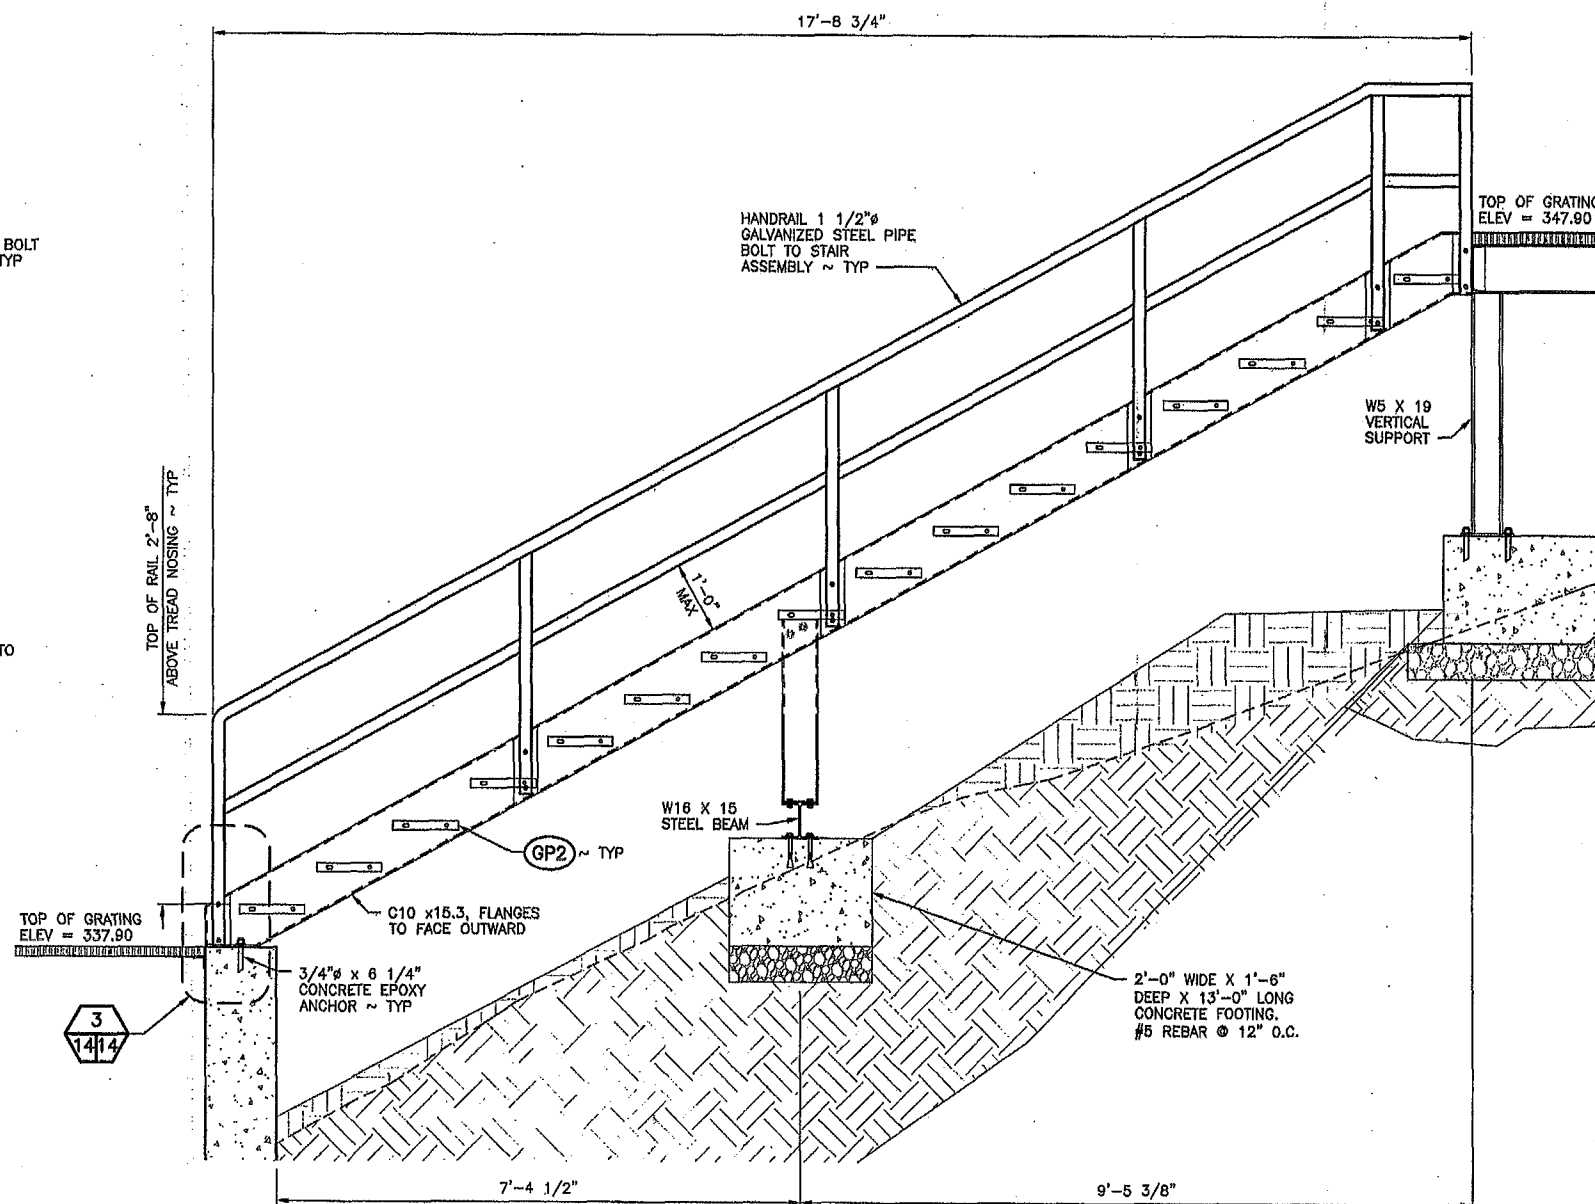 17'-8 3/4"
BOLT
TYP
HANDRAIL 1 1/2"ø
GALVANIZED STEEL PIPE
BOLT TO STAIR
ASSEMBLY ~ TYP
TOP OF GRATING
ELEV = 347.90
W5 X 19
VERTICAL
SUPPORT
TOP OF RAIL 2'-8"
ABOVE TREAD NOSING ~ TYP
1'-0"
MAX
TO
W16 X 15
STEEL BEAM
GP2 ~ TYP
C10 x15.3, FLANGES
TO FACE OUTWARD
TOP OF GRATING
ELEV = 337.90
3/4"ø x 6 1/4"
CONCRETE EPOXY
ANCHOR ~ TYP
3
14 14
2'-0" WIDE X 1'-6"
DEEP X 13'-0" LONG
CONCRETE FOOTING.
#5 REBAR @ 12" O.C.
7'-4 1/2"
9'-5 3/8"